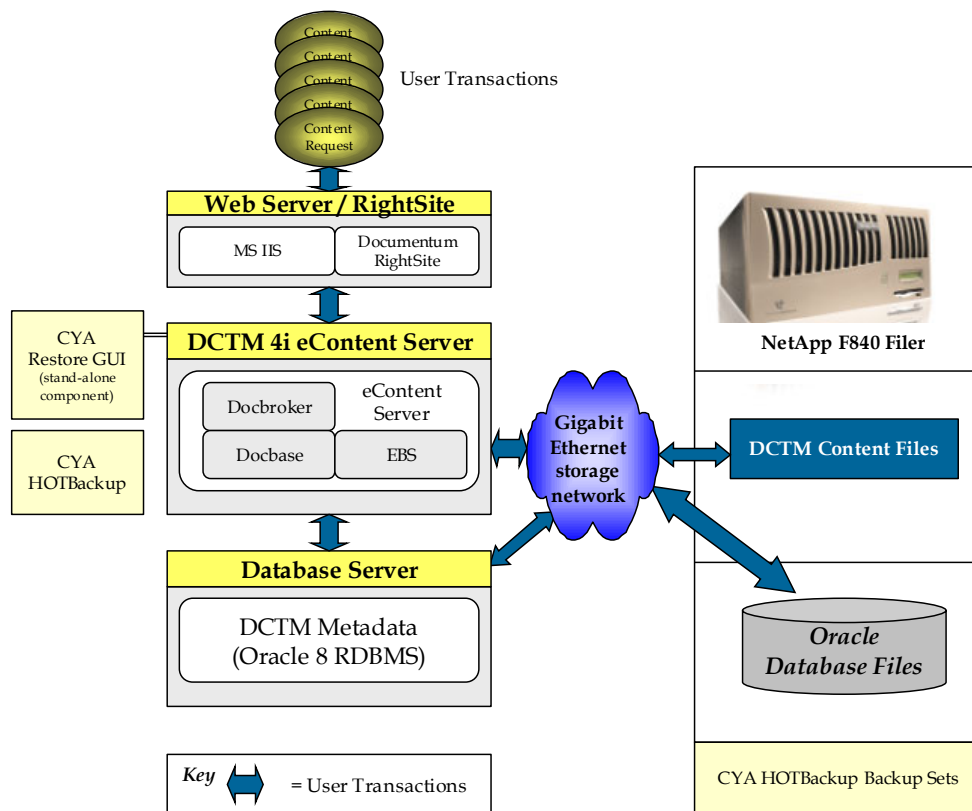 Content
Content
Content
Content
Content
Request
User Transactions
Web Server / RightSite
MS IIS
Documentum
RightSite
CYA
Restore GUI
(stand-alone
component)
DCTM 4i eContent Server
eContent
Server
Docbroker
Docbase
EBS
CYA
HOTBackup
Gigabit
Ethernet
storage
network
NetApp F840 Filer
DCTM Content Files
Database Server
DCTM Metadata
(Oracle 8 RDBMS)
Oracle
Database Files
Key
= User Transactions
CYA HOTBackup Backup Sets